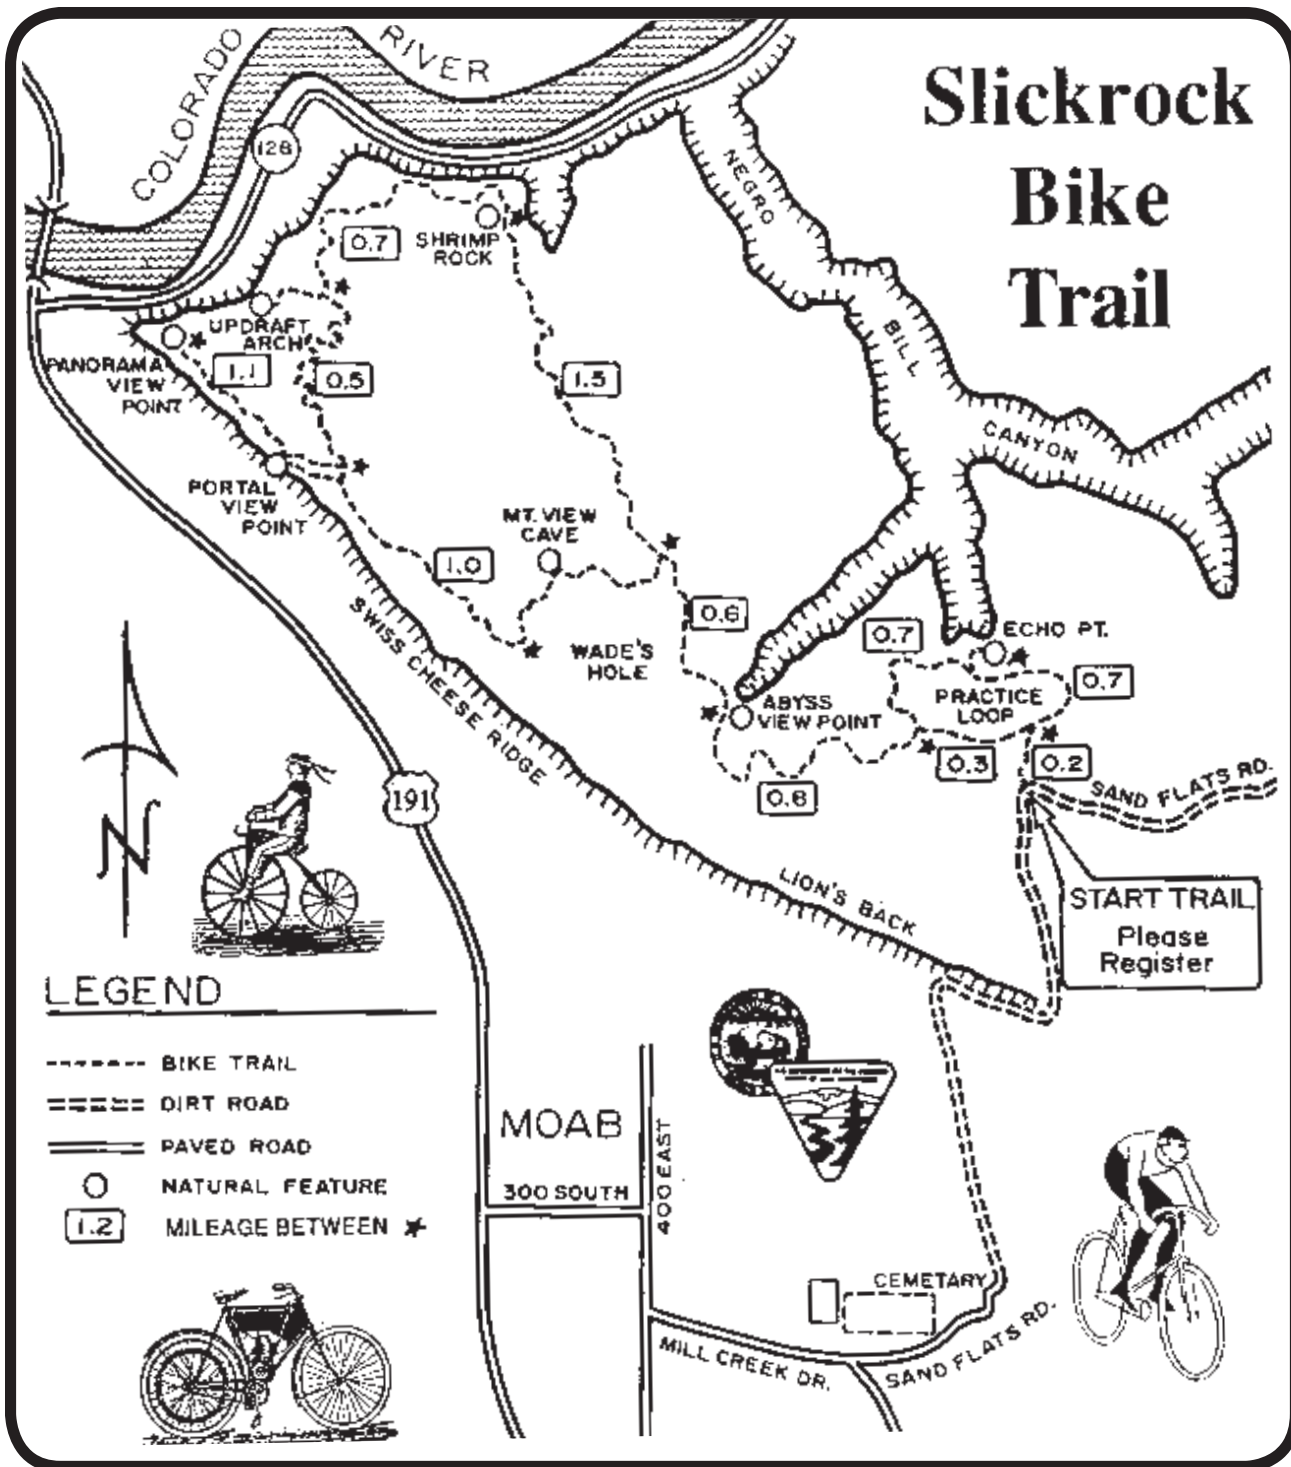 Slickrock
Bike
Trail
COLORADO
RIVER
128
NEGRO
BILL
CANYON
0.7
SHRIMP
ROCK
UPDRAFT
ARCH
PANORAMA
VIEW
POINT
1.1
0.5
1.5
PORTAL
VIEW
POINT
MT. VIEW
CAVE
1.0
0.6
0.7
ECHO PT.
WADE'S
HOLE
0.7
PRACTICE
LOOP
ABYSS
VIEW POINT
0.3
0.2
0.8
SAND FLATS RD.
SWISS CHEESE RIDGE
191
N
LION'S BACK
START TRAIL
Please
Register
LEGEND
BIKE TRAIL
DIRT ROAD
PAVED ROAD
NATURAL FEATURE
1.2
MILEAGE BETWEEN
MOAB
300 SOUTH
400 EAST
CEMETARY
MILL CREEK DR.
SAND FLATS RD.